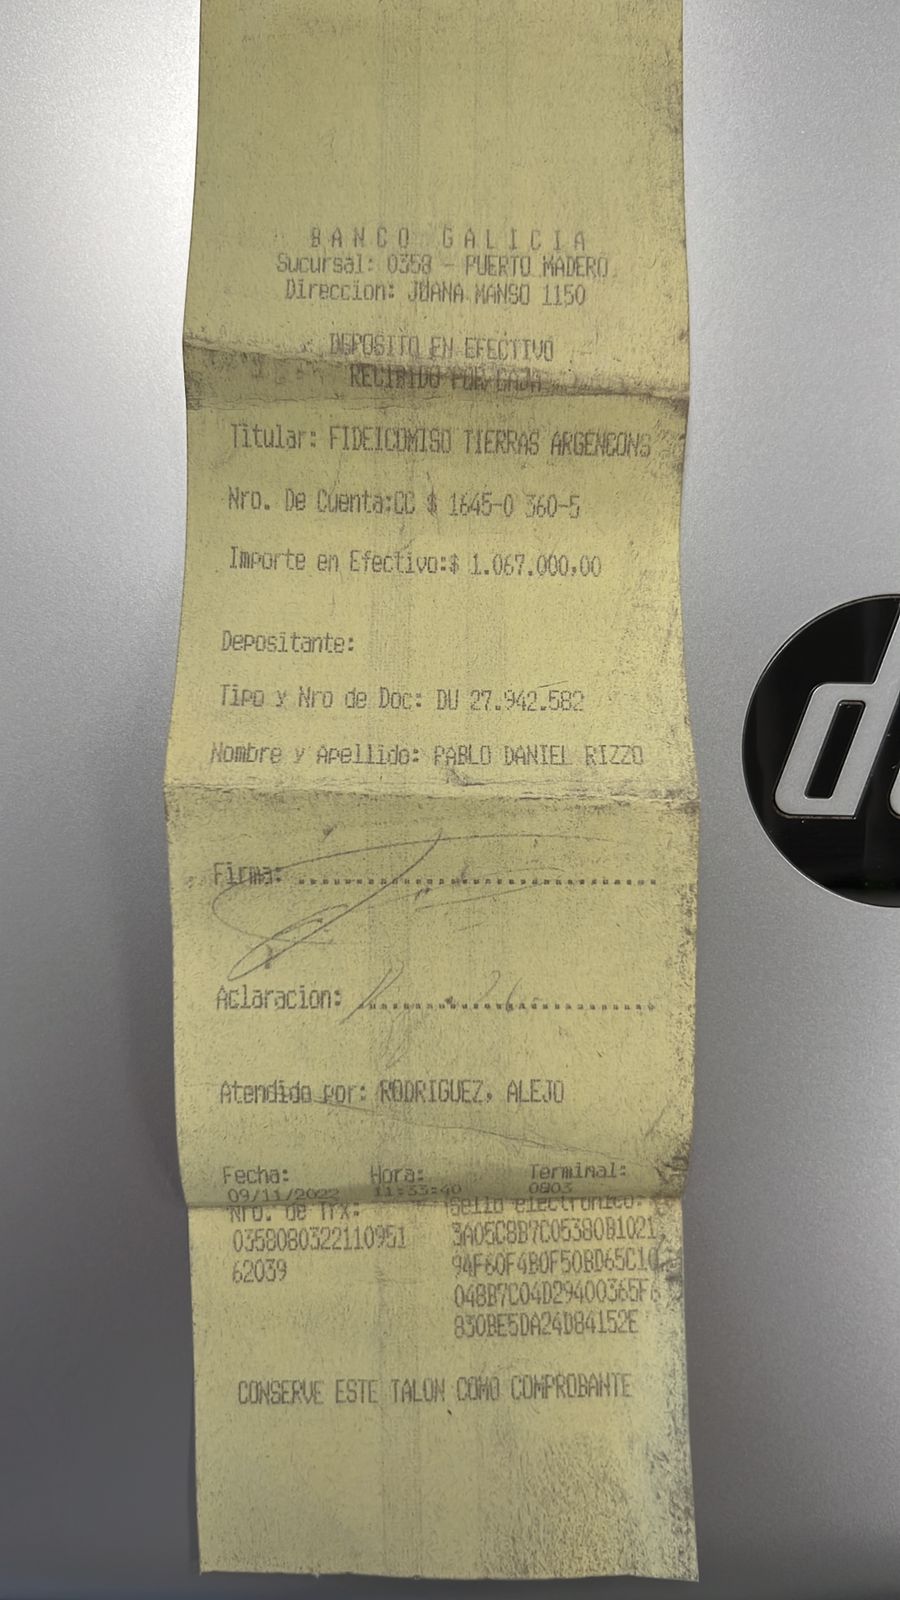 BANCO GALICIA
Sucursal: 0358 - PUERTO MADERO
Direccion: JUANA MANSO 1150
DEPOSITO EN EFECTIVO
RECIBIDO POR CAJA
Titular: FIDEICOMISO TIERRAS ARGENCONS
Nro. De Cuenta:CC $ 1645-0 360-5
Importe en Efectivo:$ 1.067.000,00
Depositante:
Tipo y Nro de Doc: DU 27.942.582
Nombre y Apellido: PABLO DANIEL RIZZO
Firma:
Aclaracion:
Atendido por: RODRIGUEZ, ALEJO
Fecha: Hora: Terminal:
09/11/2022 11:33:40 0803
Nro. de Trx: Sello electronico:
0358080322110951 3A05C8B7C05380B1021
62039 94F60F4B0F50BD65C10
048B7C04D29400365F6
830BE5DA24D84152E
CONSERVE ESTE TALON COMO COMPROBANTE